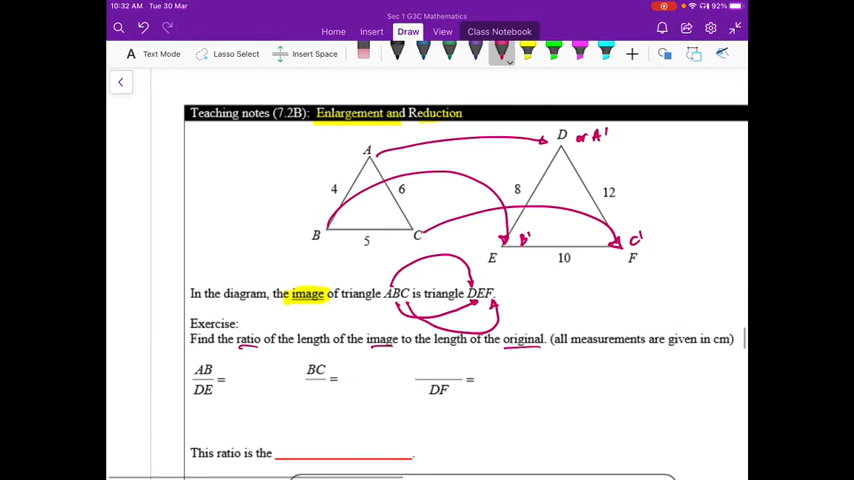 10:32 AM Tue 30 Mar
92%
Sec 1 G3C Mathematics
Home Insert Draw View Class Notebook
A Text Mode Lasso Select Insert Space
Teaching notes (7.2B): Enlargement and Reduction
A
D or A'
4
6
8
12
B
C
5
E
B'
10
F
C'
In the diagram, the image of triangle ABC is triangle DEF.
A
Exercise:
Find the ratio of the length of the image to the length of the original. (all measurements are given in cm)
AB
DE
=
BC
=
DF
=
This ratio is the